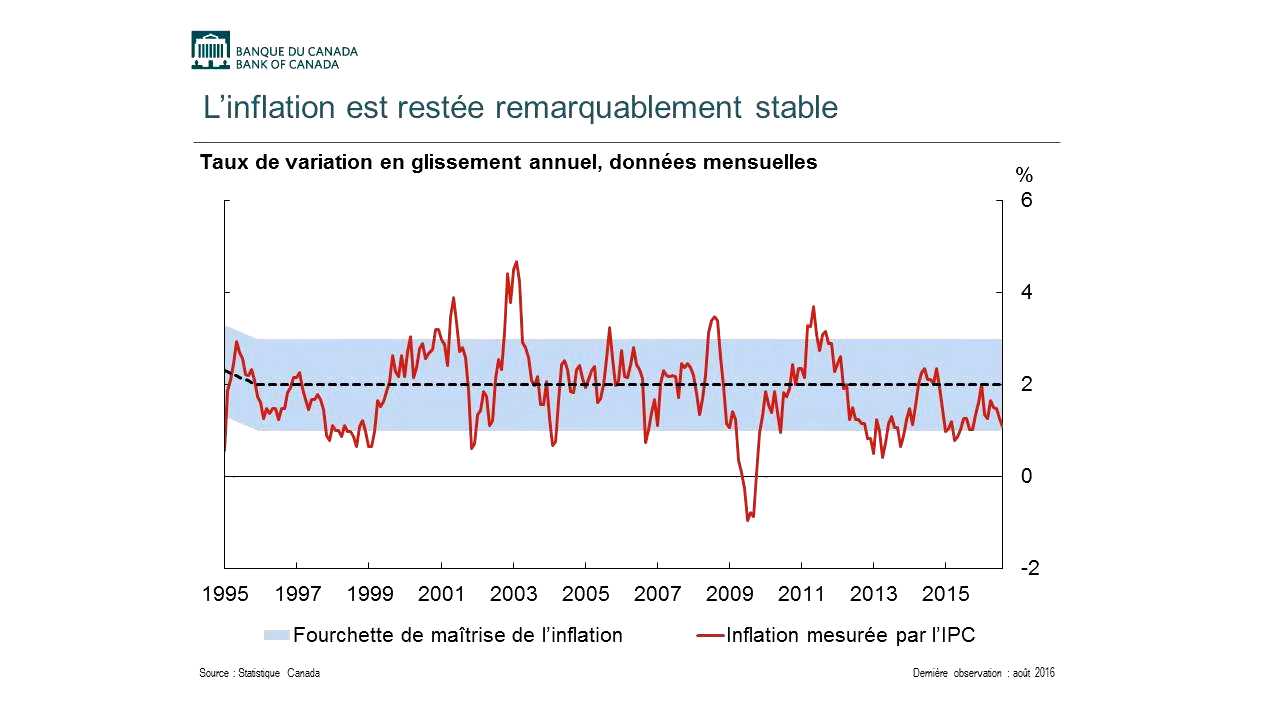 BANQUE DU CANADA
BANK OF CANADA
L’inflation est restée remarquablement stable
Taux de variation en glissement annuel, données mensuelles
%
6
4
2
0
-2
1995 1997 1999 2001 2003 2005 2007 2009 2011 2013 2015
Fourchette de maîtrise de l’inflation Inflation mesurée par l’IPC
Source : Statistique Canada Dernière observation : août 2016